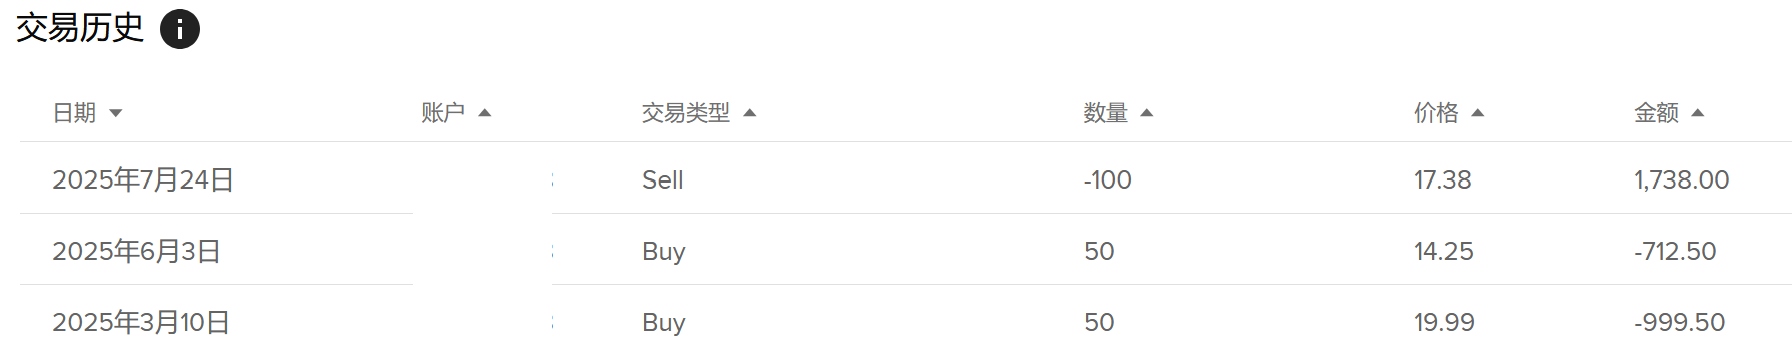 交易历史
日期 账户 交易类型 数量 价格 金额
2025年7月24日 Sell -100 17.38 1,738.00
2025年6月3日 Buy 50 14.25 -712.50
2025年3月10日 Buy 50 19.99 -999.50